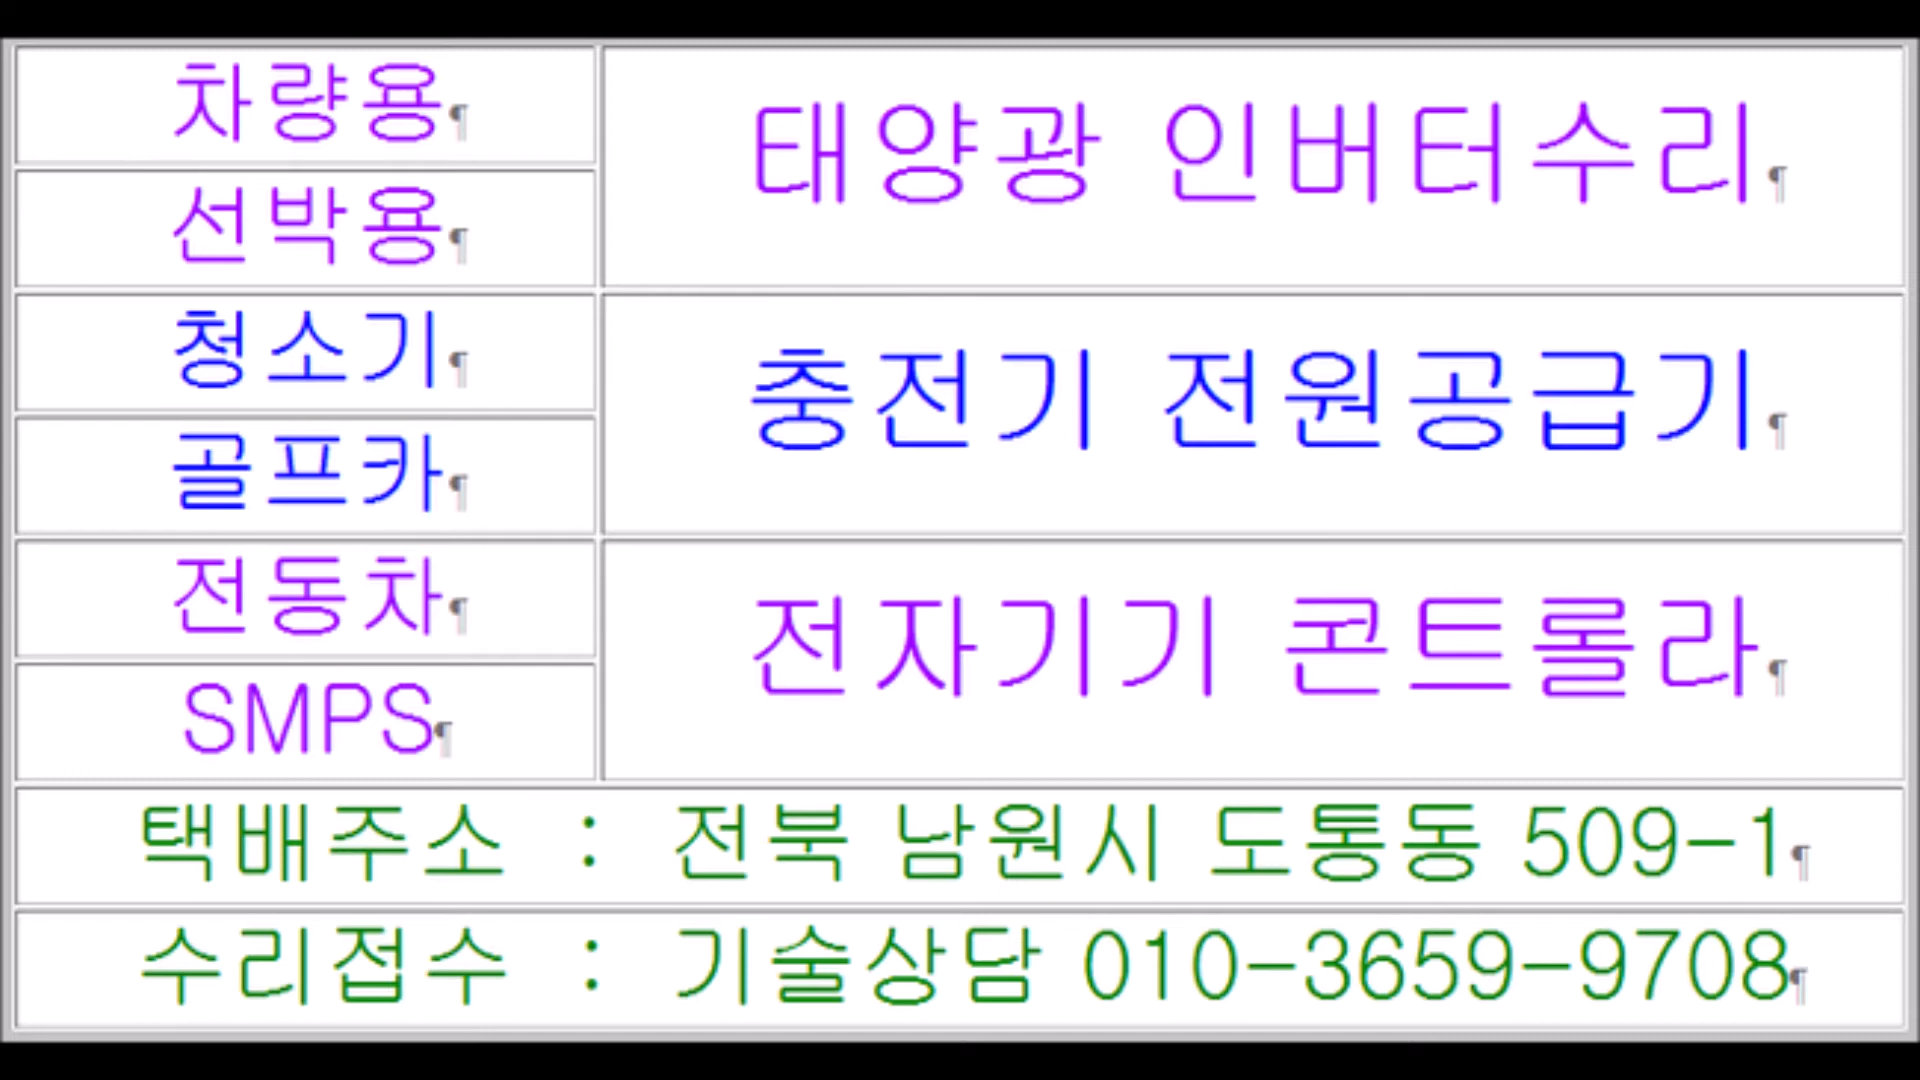 차량용
태양광 인버터수리
선박용
청소기
충전기 전원공급기
골프카
전동차
전자기기 콘트롤라
SMPS
택배주소 : 전북 남원시 도통동 509-1
수리접수 : 기술상담 010-3659-9708